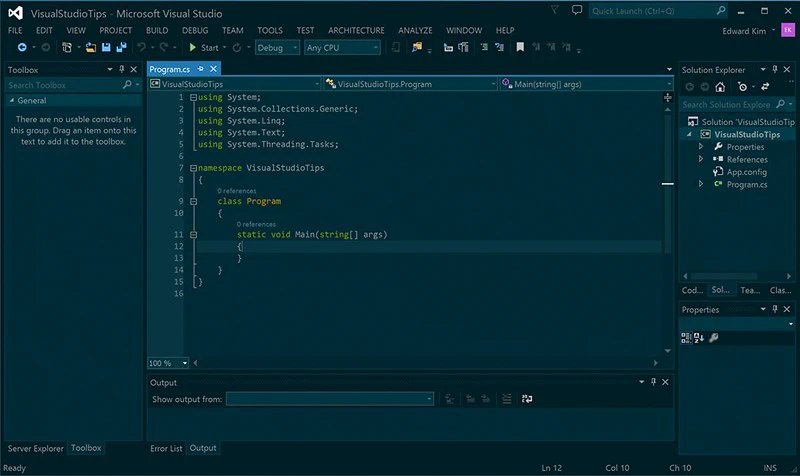 VisualStudioTips - Microsoft Visual Studio
Quick Launch (Ctrl+Q)
FILE EDIT VIEW PROJECT BUILD DEBUG TEAM TOOLS TEST ARCHITECTURE ANALYZE WINDOW HELP
Edward Kim
EK
Start Debug Any CPU
Toolbox
Search Toolbox
General
There are no usable controls in
this group. Drag an item onto this
text to add it to the toolbox.
Program.cs
VisualStudioTips VisualStudioTips.Program Main(string[] args)
1 using System;
2 using System.Collections.Generic;
3 using System.Linq;
4 using System.Text;
5 using System.Threading.Tasks;
6
7 namespace VisualStudioTips
8 {
0 references
9 class Program
10 {
0 references
11 static void Main(string[] args)
12 {
13 }
14 }
15 }
16
100 %
Output
Show output from:
Solution Explorer
Search Solution Explorer
Solution 'VisualStudioTip
VisualStudioTips
Properties
References
App.config
Program.cs
Cod... Sol... Tea... Clas...
Properties
Server Explorer Toolbox
Error List Output
Ready Ln 12 Col 10 Ch 10 INS